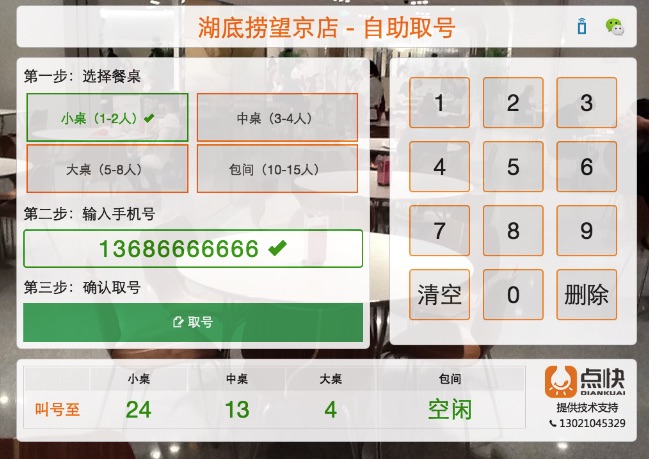 湖底捞望京店 - 自助取号
第一步：选择餐桌
小桌（1-2人）
中桌（3-4人）
大桌（5-8人）
包间（10-15人）
第二步：输入手机号
13686666666
第三步：确认取号
取号
1 2 3
4 5 6
7 8 9
清空 0 删除
小桌 中桌 大桌 包间
叫号至 24 13 4 空闲
点快
DIANKUAI
提供技术支持
13021045329